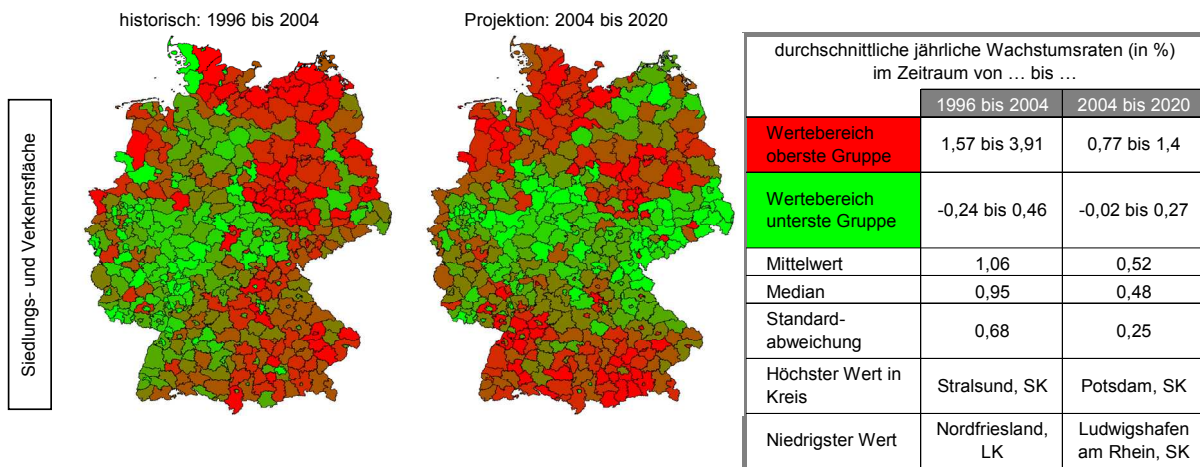 historisch: 1996 bis 2004
Projektion: 2004 bis 2020
Siedlungs- und Verkehrsfläche
durchschnittliche jährliche Wachstumsraten (in %)
im Zeitraum von … bis …
1996 bis 2004 2004 bis 2020
Wertebereich
oberste Gruppe
1,57 bis 3,91 0,77 bis 1,4
Wertebereich
unterste Gruppe
-0,24 bis 0,46 -0,02 bis 0,27
Mittelwert 1,06 0,52
Median 0,95 0,48
Standard-
abweichung
0,68 0,25
Höchster Wert in
Kreis
Stralsund, SK Potsdam, SK
Niedrigster Wert
Nordfriesland,
LK
Ludwigshafen
am Rhein, SK